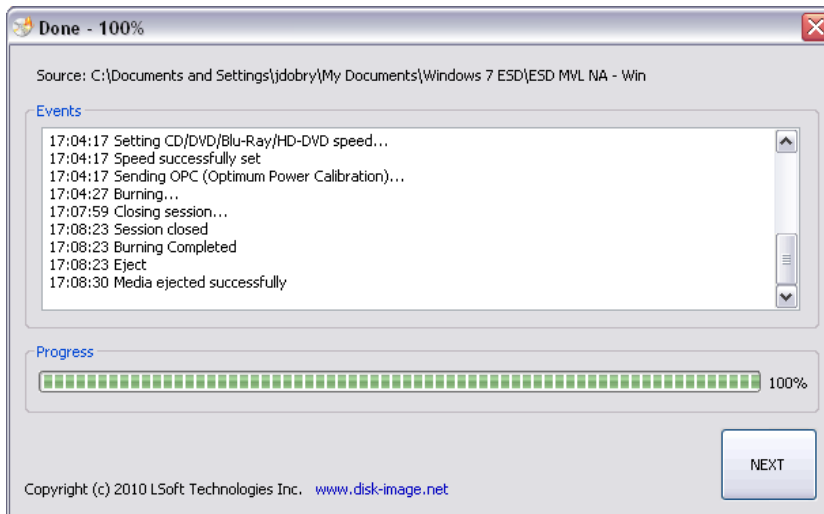 Done - 100%
Source: C:\Documents and Settings\jdobry\My Documents\Windows 7 ESD\ESD MVL NA - Win
Events
17:04:17 Setting CD/DVD/Blu-Ray/HD-DVD speed...
17:04:17 Speed successfully set
17:04:17 Sending OPC (Optimum Power Calibration)...
17:04:27 Burning...
17:07:59 Closing session...
17:08:23 Session closed
17:08:23 Burning Completed
17:08:23 Eject
17:08:30 Media ejected successfully
Progress
100%
NEXT
Copyright (c) 2010 LSoft Technologies Inc. www.disk-image.net